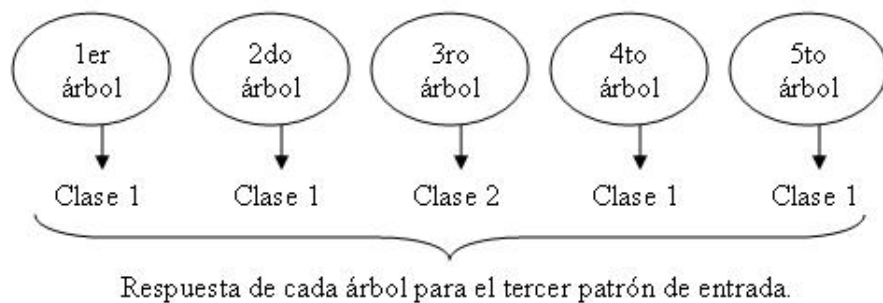 1er árbol
2do árbol
3ro árbol
4to árbol
5to árbol
Clase 1
Clase 1
Clase 2
Clase 1
Clase 1
Respuesta de cada árbol para el tercer patrón de entrada.